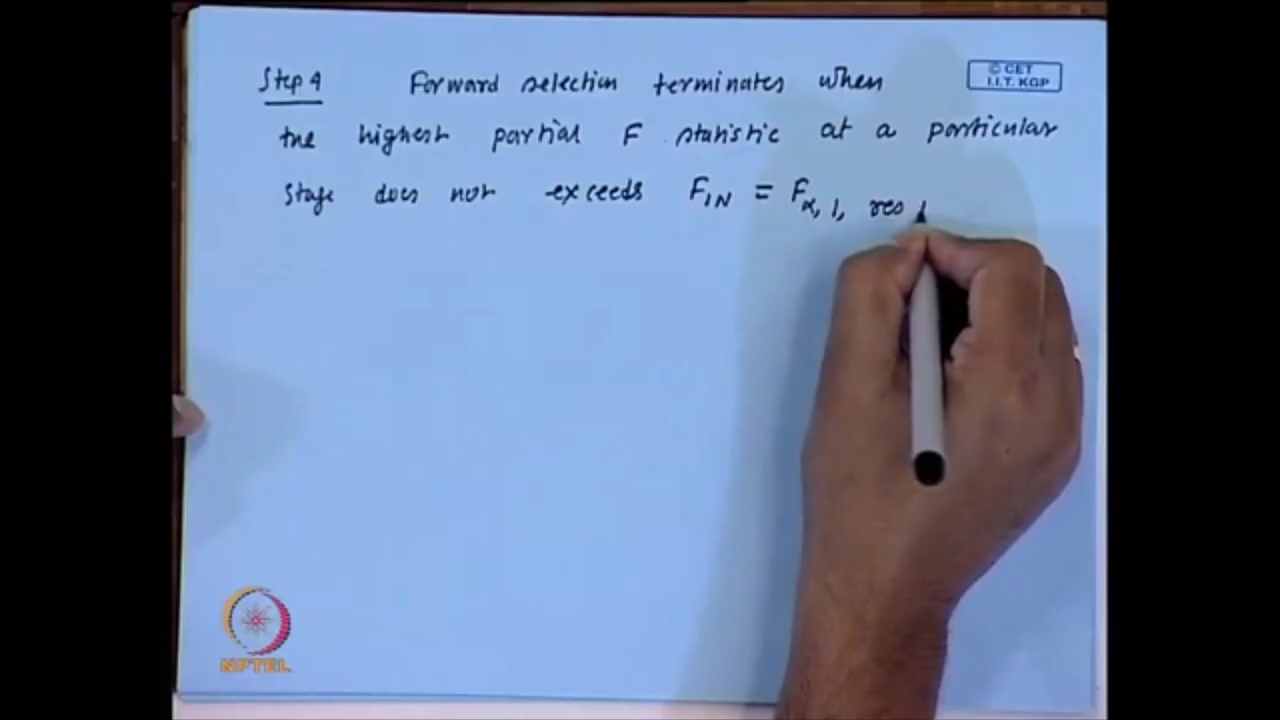 Step 4 Forward selection terminates when
© CET
I.I.T. KGP
the highest partial F statistic at a particular
stage does not exceeds F_IN = F_α, 1, res
NPTEL